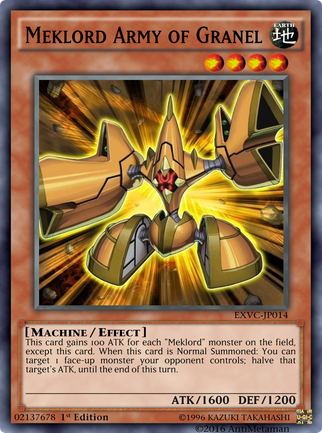 MEKLORD ARMY OF GRANEL
EARTH
地
EXVC-JP014
[MACHINE / EFFECT]
This card gains 100 ATK for each "Meklord" monster on the field,
except this card. When this card is Normal Summoned: You can
target 1 face-up monster your opponent controls; halve that
target's ATK, until the end of this turn.
ATK/1600 DEF/1200
02137678 1st Edition ©1996 KAZUKI TAKAHASHI
©2016 AntiMetaman